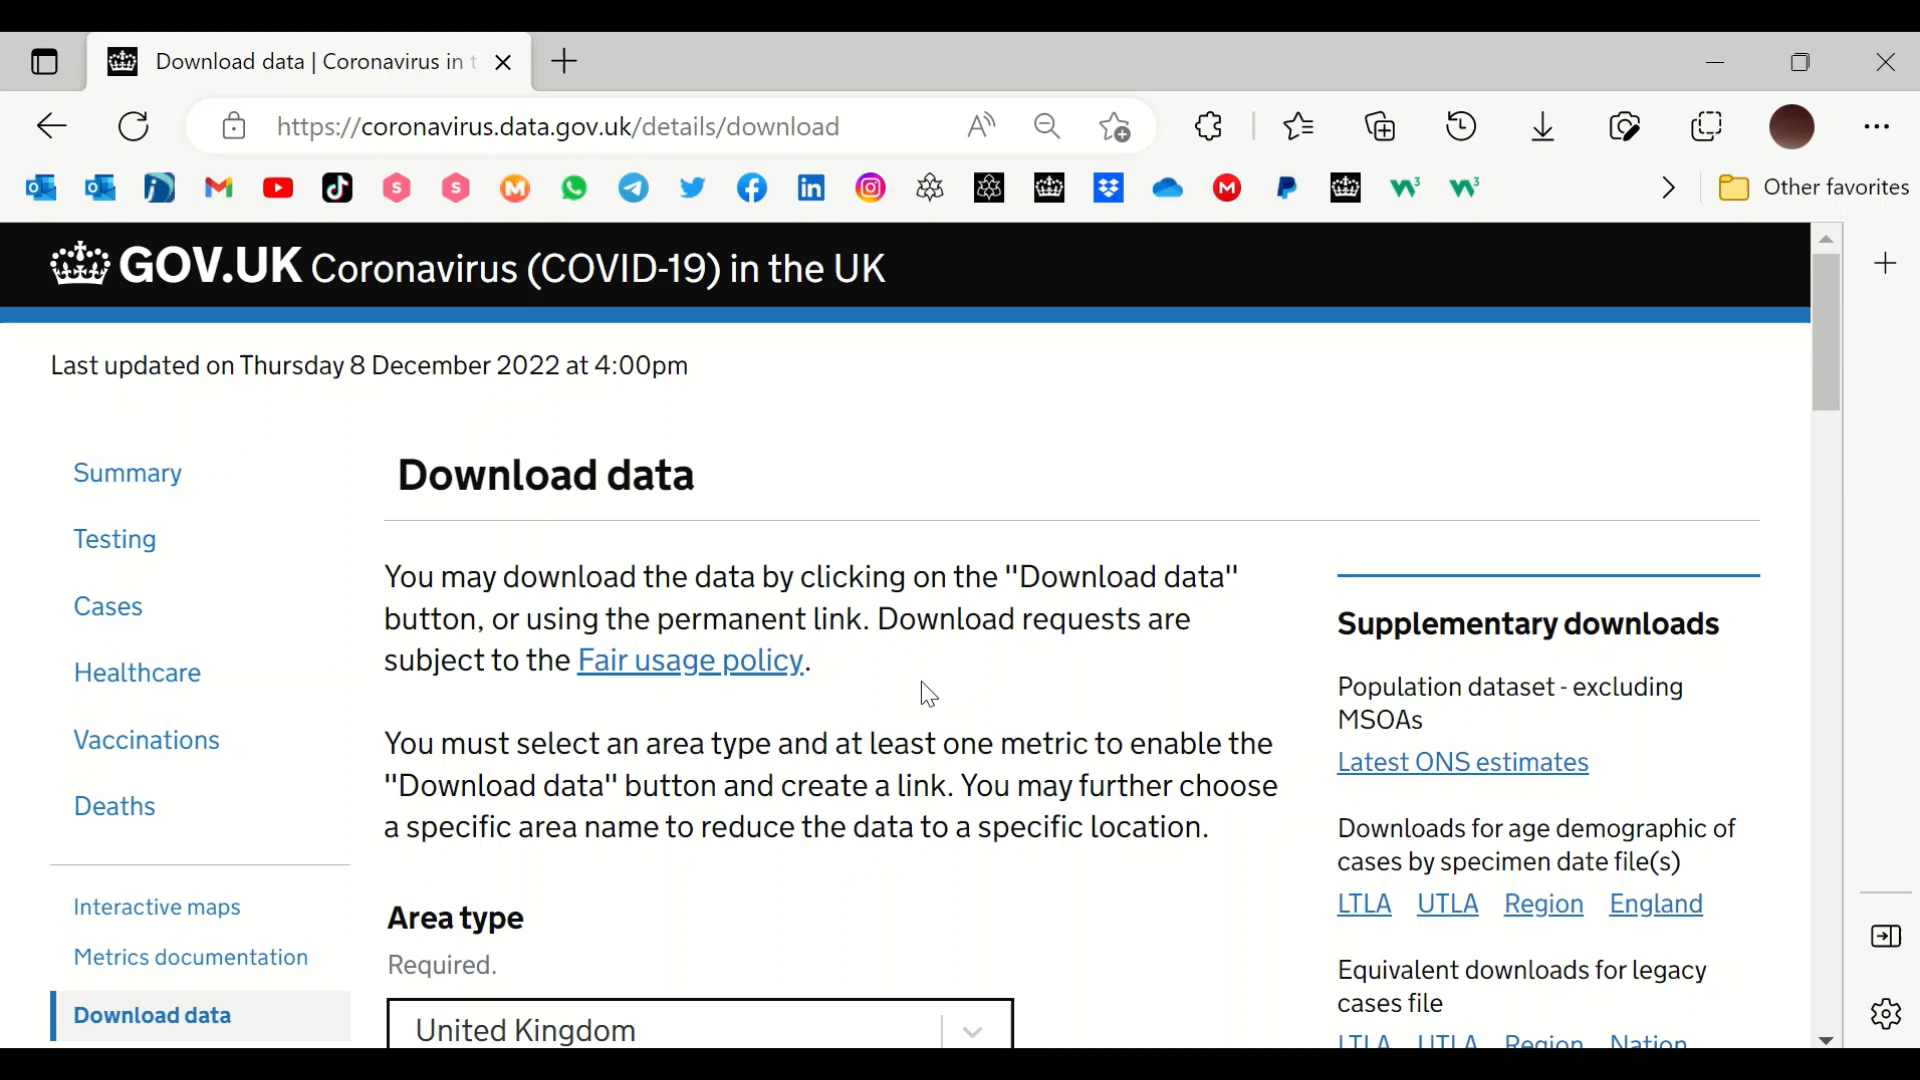 Download data | Coronavirus in t
https://coronavirus.data.gov.uk/details/download
Other favorites
GOV.UK Coronavirus (COVID-19) in the UK
Last updated on Thursday 8 December 2022 at 4:00pm
Summary
Testing
Cases
Healthcare
Vaccinations
Deaths
Interactive maps
Metrics documentation
Download data
Download data
You may download the data by clicking on the "Download data"
button, or using the permanent link. Download requests are
subject to the Fair usage policy.
You must select an area type and at least one metric to enable the
"Download data" button and create a link. You may further choose
a specific area name to reduce the data to a specific location.
Area type
Required.
United Kingdom
Supplementary downloads
Population dataset - excluding
MSOAs
Latest ONS estimates
Downloads for age demographic of
cases by specimen date file(s)
LTLA UTLA Region England
Equivalent downloads for legacy
cases file
LTLA UTLA Region Nation